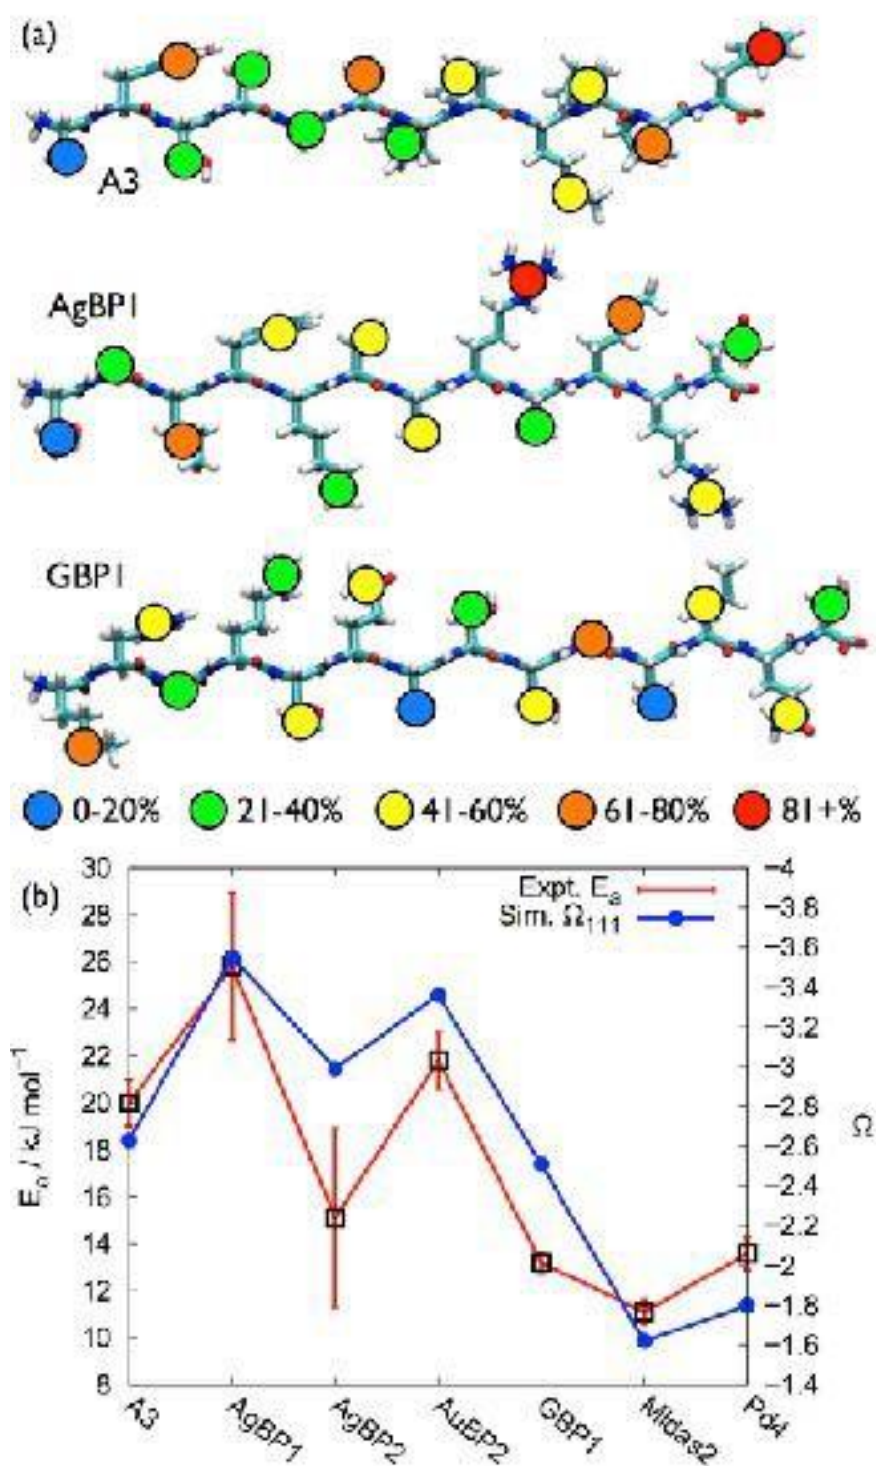 (a)
A3
AgBP1
GBP1
0-20% 21-40% 41-60% 61-80% 81+%
(b)
Expt. Eₐ
Sim. Ω₁₁₁
30
28
26
24
22
20
18
16
14
12
10
8
Eₐ / kJ mol⁻¹
−4
−3.8
−3.6
−3.4
−3.2
−3
−2.8
−2.6
−2.4
−2.2
−2
−1.8
−1.6
−1.4
Ω
A3 AgBP1 AgBP2 AuBP2 GBP1 Midas2 Pd4